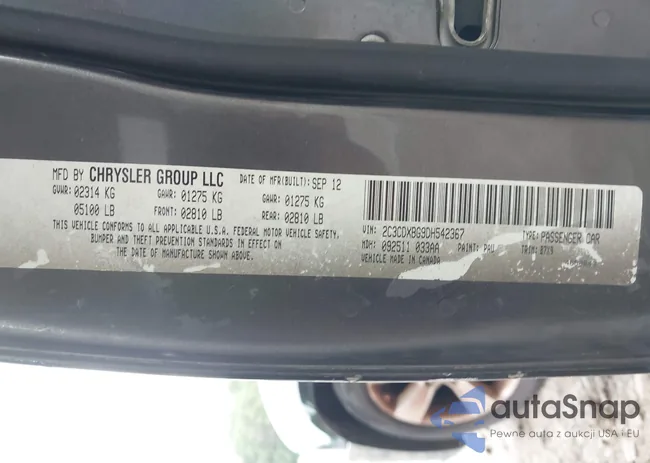 MFD BY CHRYSLER GROUP LLC DATE OF MFR(BUILT): SEP 12
GVWR: 02314 KG GAWR: 01275 KG GAWR: 01275 KG
05100 LB FRONT: 02810 LB REAR: 02810 LB
THIS VEHICLE CONFORMS TO ALL APPLICABLE U.S.A. FEDERAL MOTOR VEHICLE SAFETY,
BUMPER AND THEFT PREVENTION STANDARDS IN EFFECT ON
THE DATE OF MANUFACTURE SHOWN ABOVE.
VIN: 2C3CDXBG9DH542367 TYPE: PASSENGER CAR
MDH: 092511 033AA PAINT: PAU TRIM: B7X9
VEHICLE MADE IN CANADA
autaSnap
Pewne auta z aukcji USA i EU